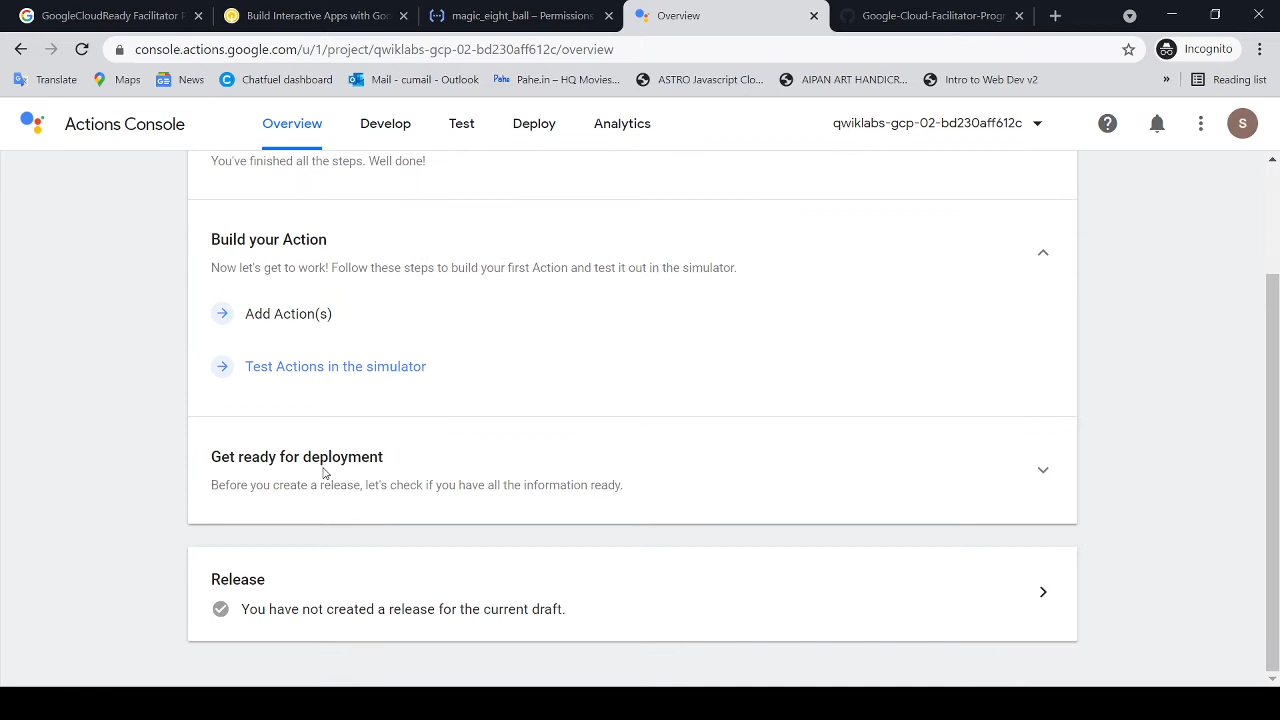 GoogleCloudReady Facilitator P
Build Interactive Apps with Goo
magic_eight_ball – Permissions
Overview
Google-Cloud-Facilitator-Progr
console.actions.google.com/u/1/project/qwiklabs-gcp-02-bd230aff612c/overview
Incognito
Translate
Maps
News
Chatfuel dashboard
Mail - cumail - Outlook
Pahe Pahe.in – HQ Movies...
ASTRO Javascript Clo...
AIPAN ART HANDICR...
Intro to Web Dev v2
»
Reading list
Actions Console
Overview
Develop
Test
Deploy
Analytics
qwiklabs-gcp-02-bd230aff612c
S
You've finished all the steps. Well done!
Build your Action
Now let's get to work! Follow these steps to build your first Action and test it out in the simulator.
Add Action(s)
Test Actions in the simulator
Get ready for deployment
Before you create a release, let's check if you have all the information ready.
Release
You have not created a release for the current draft.